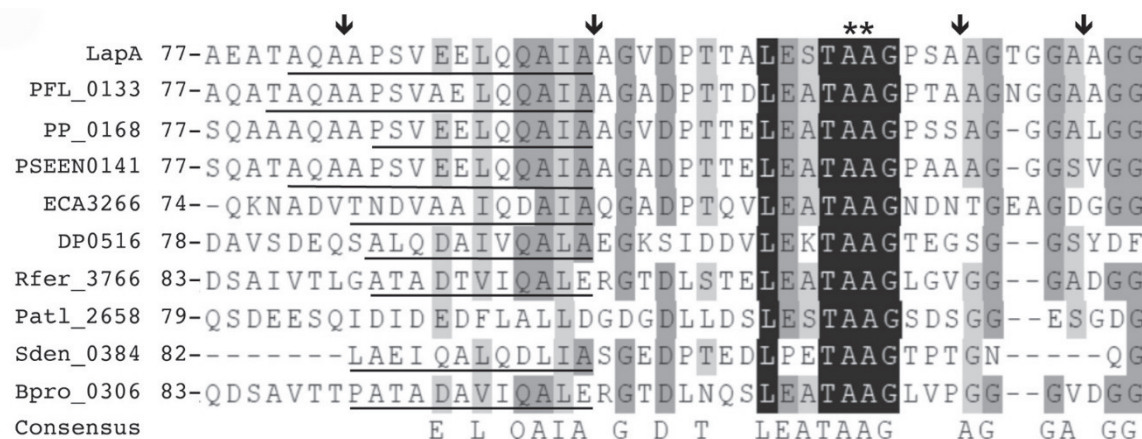 **
LapA 77-AEATAQAAPSVEELQQAIAAGVDPTTALESTAAGPSAAGTGGAAGG
PFL_0133 77-AQATAQAAPSVAELQQAIAAGADPTTDLEATAAGPTAAGNGGAAGG
PP_0168 77-SQAAAQAAPSVEELQQAIAAGVDPTTELEATAAGPSSAG-GGALGG
PSEEN0141 77-SQATAQAAPSVEELQQAIAAGADPTTELEATAAGPAAAG-GGSVGG
ECA3266 74--QKNADVTNDVAAIQDAIAQGADPTQVLEATAAGNDNTGEAGDGGG
DP0516 78-DAVSDEQSALQDAIVQALAEGKSIDDVLEKTAAGTEGSG--GSYDF
Rfer_3766 83-DSAIVTLGATADTVIQALERGTDLSTELEATAAGLGVGG--GADGG
Patl_2658 79-QSDEESQIDIDEDFLALLDGDGDLLDSLESTAAGSDSGG--ESGDG
Sden_0384 82--------LAEIQALQDLIASGEDPTEDLPETAAGTPTGN-----QG
Bpro_0306 83-QDSAVTTPATADAVIQALERGTDLNQSLEATAAGLVPGG--GVDGG
Consensus E L QAIA G D T LEATAAG AG GA GG